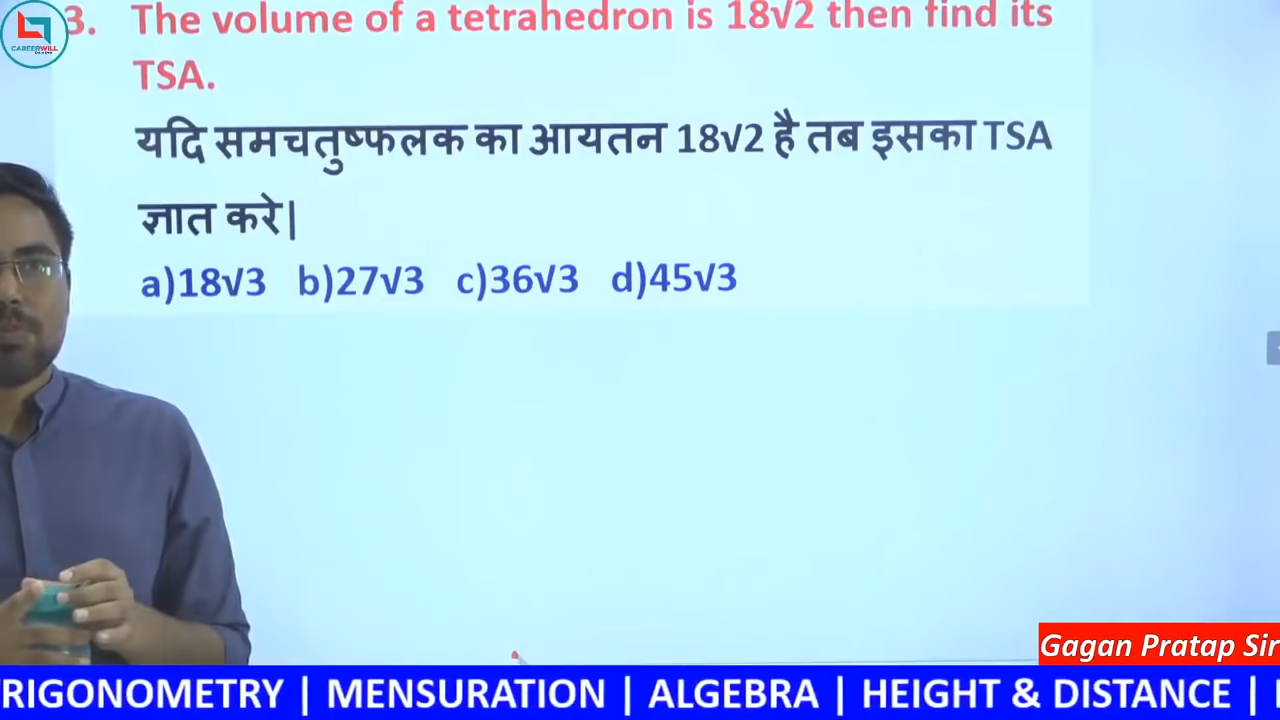 CAREERWILL
3. The volume of a tetrahedron is 18√2 then find its
TSA.
यदि समचतुष्फलक का आयतन 18√2 है तब इसका TSA
ज्ञात करे|
a)18√3 b)27√3 c)36√3 d)45√3
Gagan Pratap Sir
RIGONOMETRY | MENSURATION | ALGEBRA | HEIGHT & DISTANCE |